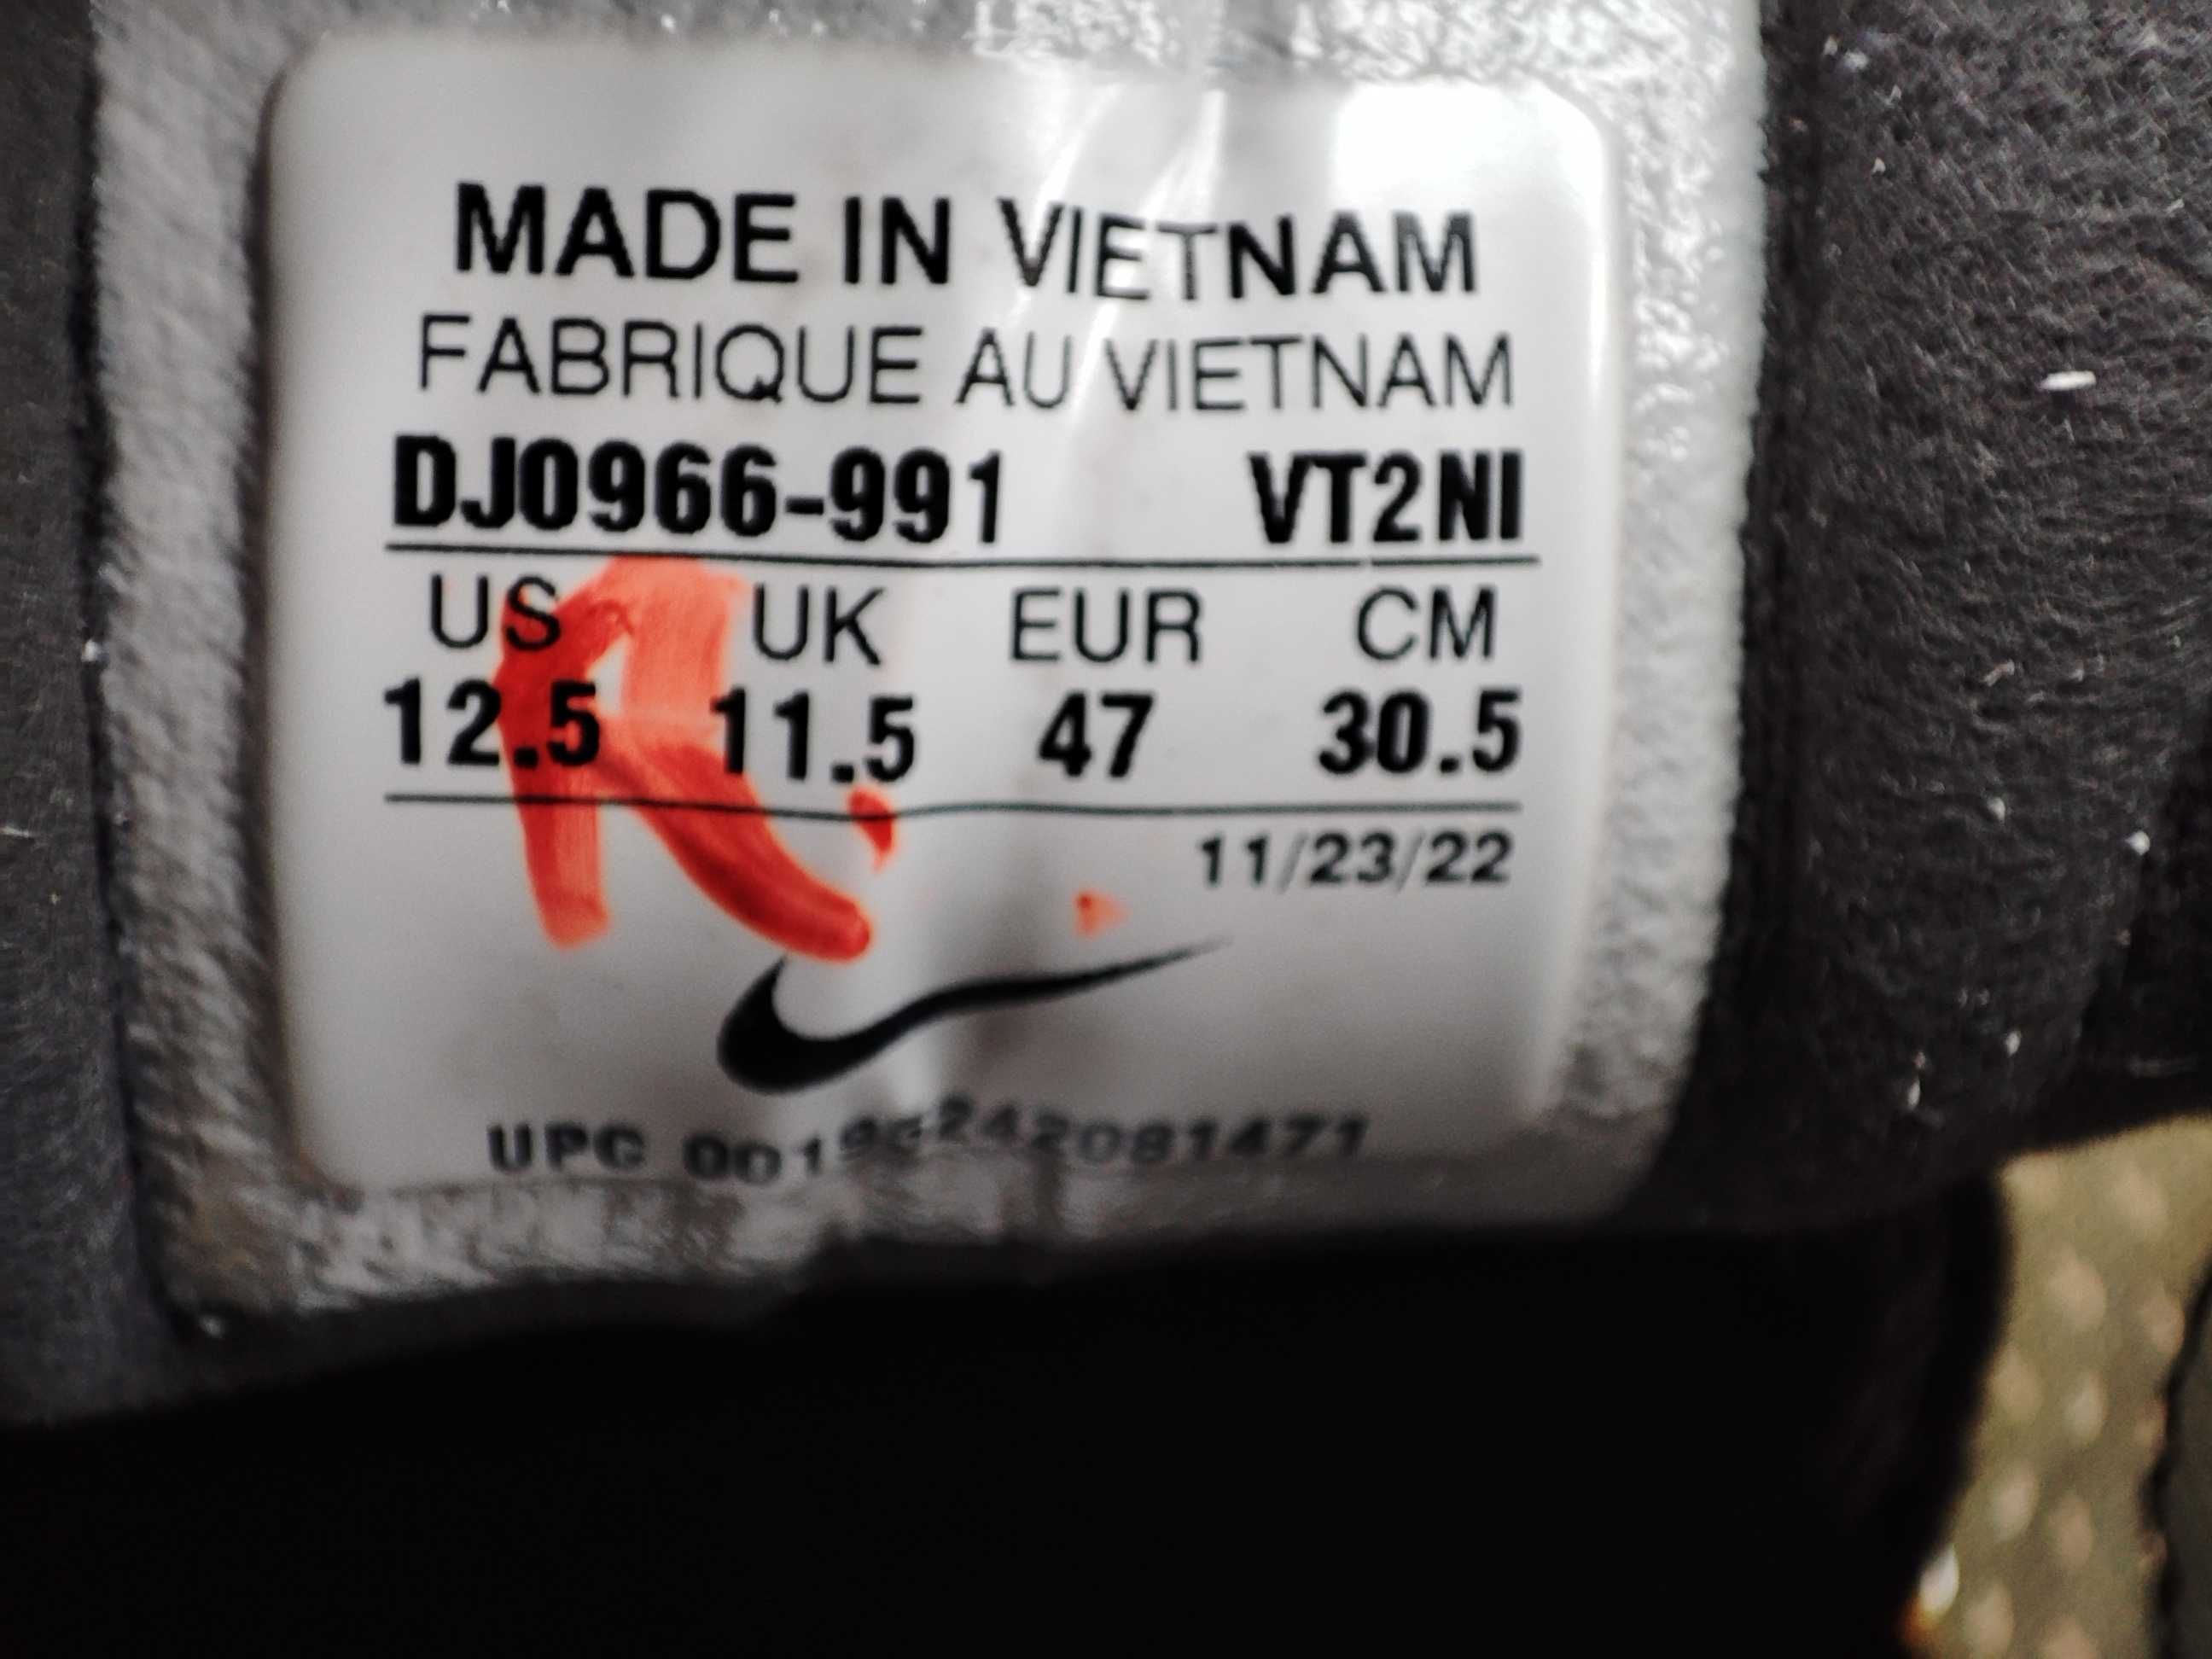 MADE IN VIETNAM
FABRIQUE AU VIETNAM
DJ0966-991 VT2NI
US UK EUR CM
12.5 11.5 47 30.5
R
11/23/22
UPC